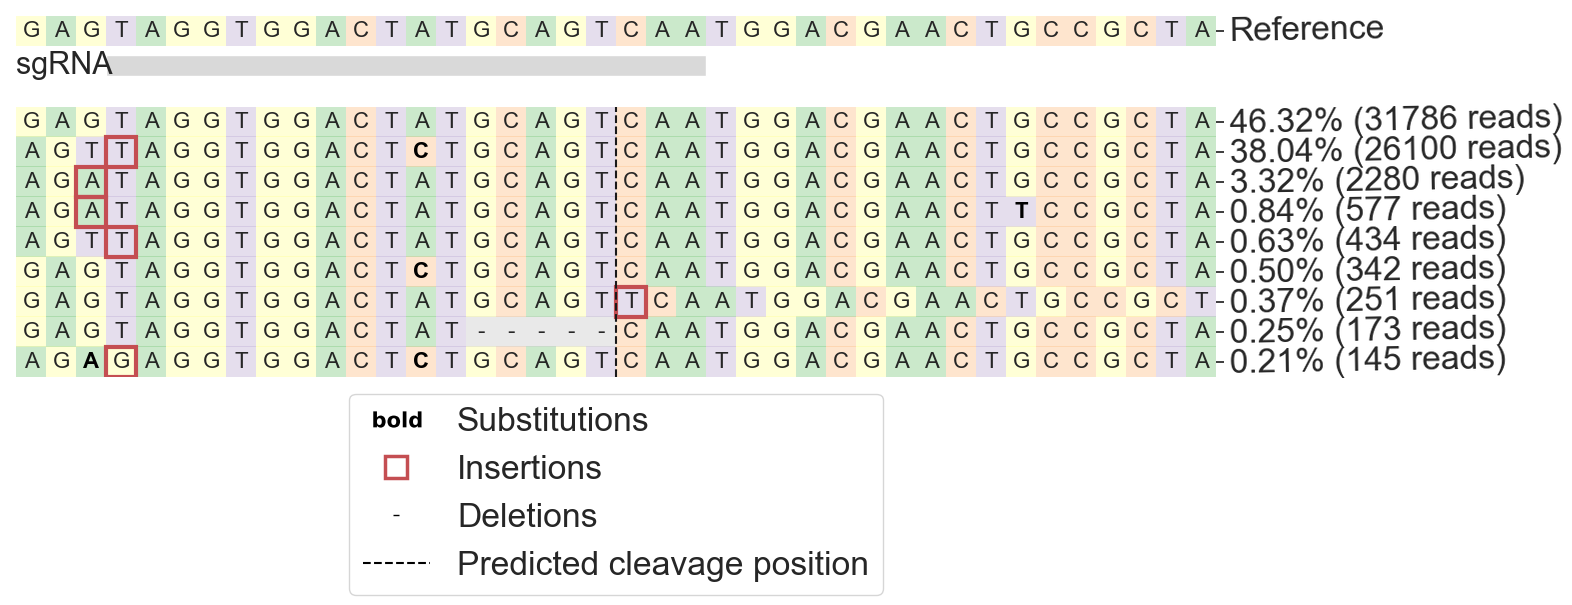 G A G T A G G T G G A C T A T G C A G T C A A T G G A C G A A C T G C C G C T A - Reference
sgRNA
G A G T A G G T G G A C T A T G C A G T C A A T G G A C G A A C T G C C G C T A - 46.32% (31786 reads)
A G T T A G G T G G A C T C T G C A G T C A A T G G A C G A A C T G C C G C T A - 38.04% (26100 reads)
A G A T A G G T G G A C T A T G C A G T C A A T G G A C G A A C T G C C G C T A - 3.32% (2280 reads)
A G A T A G G T G G A C T A T G C A G T C A A T G G A C G A A C T T C C G C T A - 0.84% (577 reads)
A G T T A G G T G G A C T A T G C A G T C A A T G G A C G A A C T G C C G C T A - 0.63% (434 reads)
G A G T A G G T G G A C T C T G C A G T C A A T G G A C G A A C T G C C G C T A - 0.50% (342 reads)
G A G T A G G T G G A C T A T G C A G T T C A A T G G A C G A A C T G C C G C T - 0.37% (251 reads)
G A G T A G G T G G A C T A T - - - - - C A A T G G A C G A A C T G C C G C T A - 0.25% (173 reads)
A G A G A G G T G G A C T C T G C A G T C A A T G G A C G A A C T G C C G C T A - 0.21% (145 reads)
bold Substitutions
Insertions
- Deletions
Predicted cleavage position